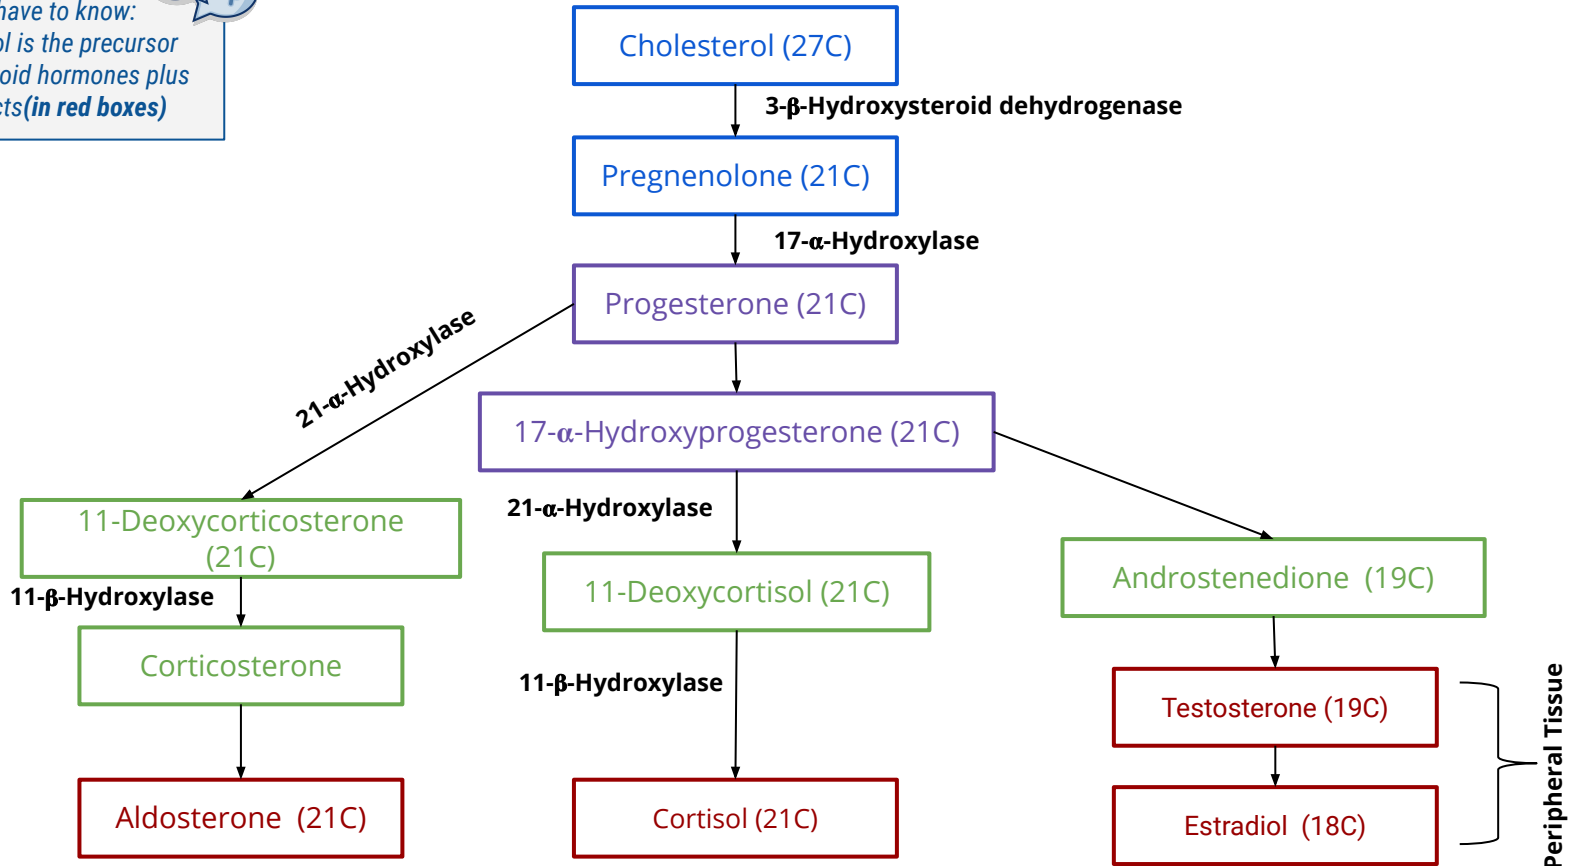 have to know:
ol is the precursor
oid hormones plus
cts(in red boxes)
Cholesterol (27C)
3-β-Hydroxysteroid dehydrogenase
Pregnenolone (21C)
17-α-Hydroxylase
Progesterone (21C)
21-α-Hydroxylase
17-α-Hydroxyprogesterone (21C)
11-Deoxycorticosterone
(21C)
21-α-Hydroxylase
11-Deoxycortisol (21C)
Androstenedione (19C)
11-β-Hydroxylase
Corticosterone
11-β-Hydroxylase
Testosterone (19C)
Aldosterone (21C)
Cortisol (21C)
Estradiol (18C)
Peripheral Tissue